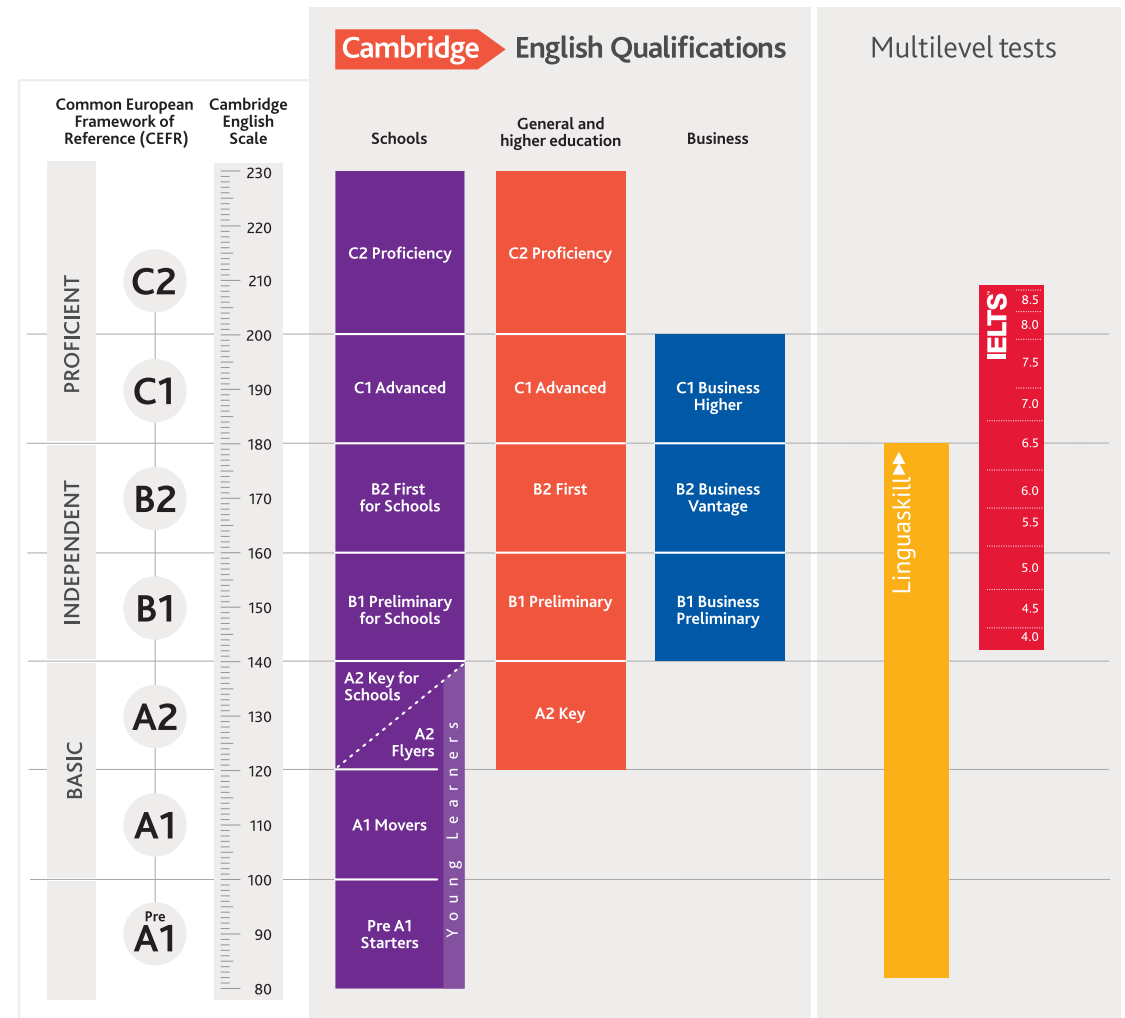 Cambridge English Qualifications
Multilevel tests
Common European
Framework of
Reference (CEFR)
Cambridge
English
Scale
Schools
General and
higher education
Business
PROFICIENT
INDEPENDENT
BASIC
C2
C1
B2
B1
A2
A1
Pre
A1
230
220
210
200
190
180
170
160
150
140
130
120
110
100
90
80
C2 Proficiency
C1 Advanced
B2 First
for Schools
B1 Preliminary
for Schools
A2 Key for
Schools
A2
Flyers
A1 Movers
Pre A1
Starters
Young Learners
C2 Proficiency
C1 Advanced
B2 First
B1 Preliminary
A2 Key
C1 Business
Higher
B2 Business
Vantage
B1 Business
Preliminary
Linguaskill
IELTS
8.5
8.0
7.5
7.0
6.5
6.0
5.5
5.0
4.5
4.0